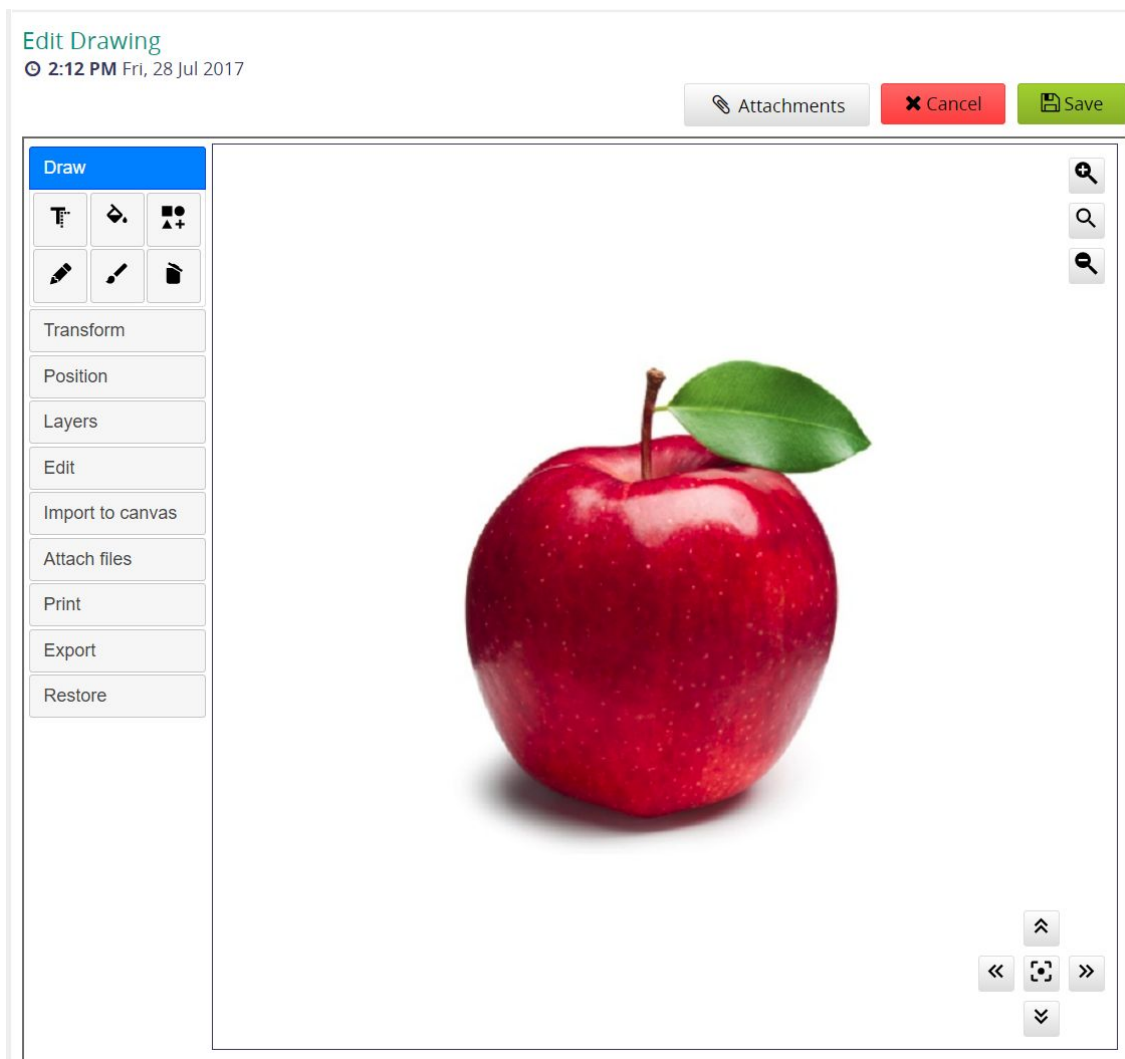 Edit Drawing
2:12 PM Fri, 28 Jul 2017
Attachments
Cancel
Save
Draw
Transform
Position
Layers
Edit
Import to canvas
Attach files
Print
Export
Restore